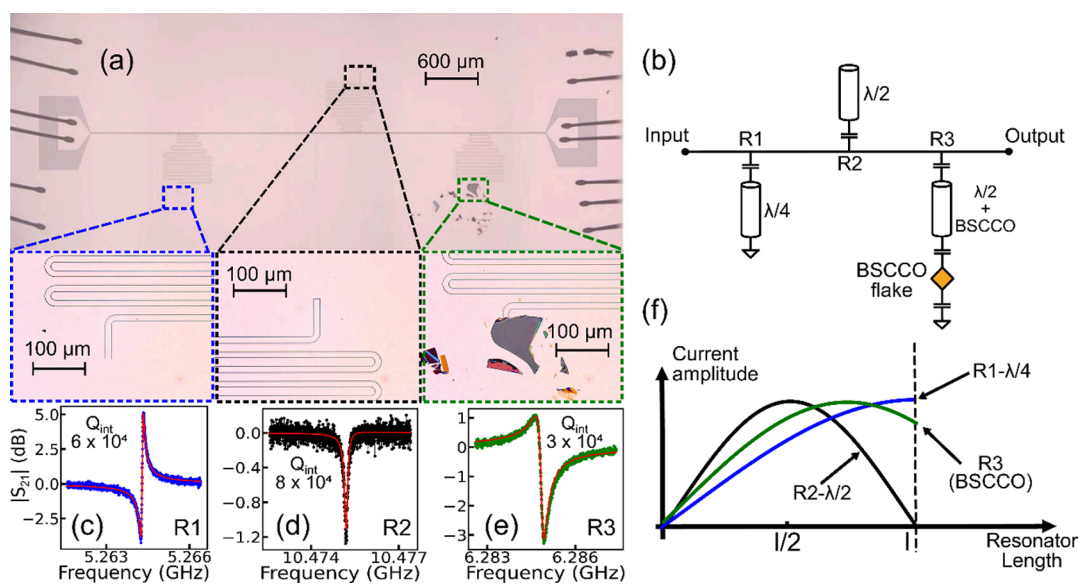 (a)
600 µm
100 µm
100 µm
100 µm
(b)
λ/2
Input
R1
R2
R3
Output
λ/4
λ/2
+
BSCCO
BSCCO
flake
|S21| (dB)
5.0
2.5
0.0
−2.5
Qint
6 x 10⁴
(c)
R1
5.263
5.266
Frequency (GHz)
0.0
−0.4
−0.8
−1.2
Qint
8 x 10⁴
(d)
R2
10.474
10.477
Frequency (GHz)
1
0
−1
−2
−3
Qint
3 x 10⁴
(e)
R3
6.283
6.286
Frequency (GHz)
(f)
Current
amplitude
R1-λ/4
R3
(BSCCO)
R2-λ/2
l/2
l
Resonator
Length